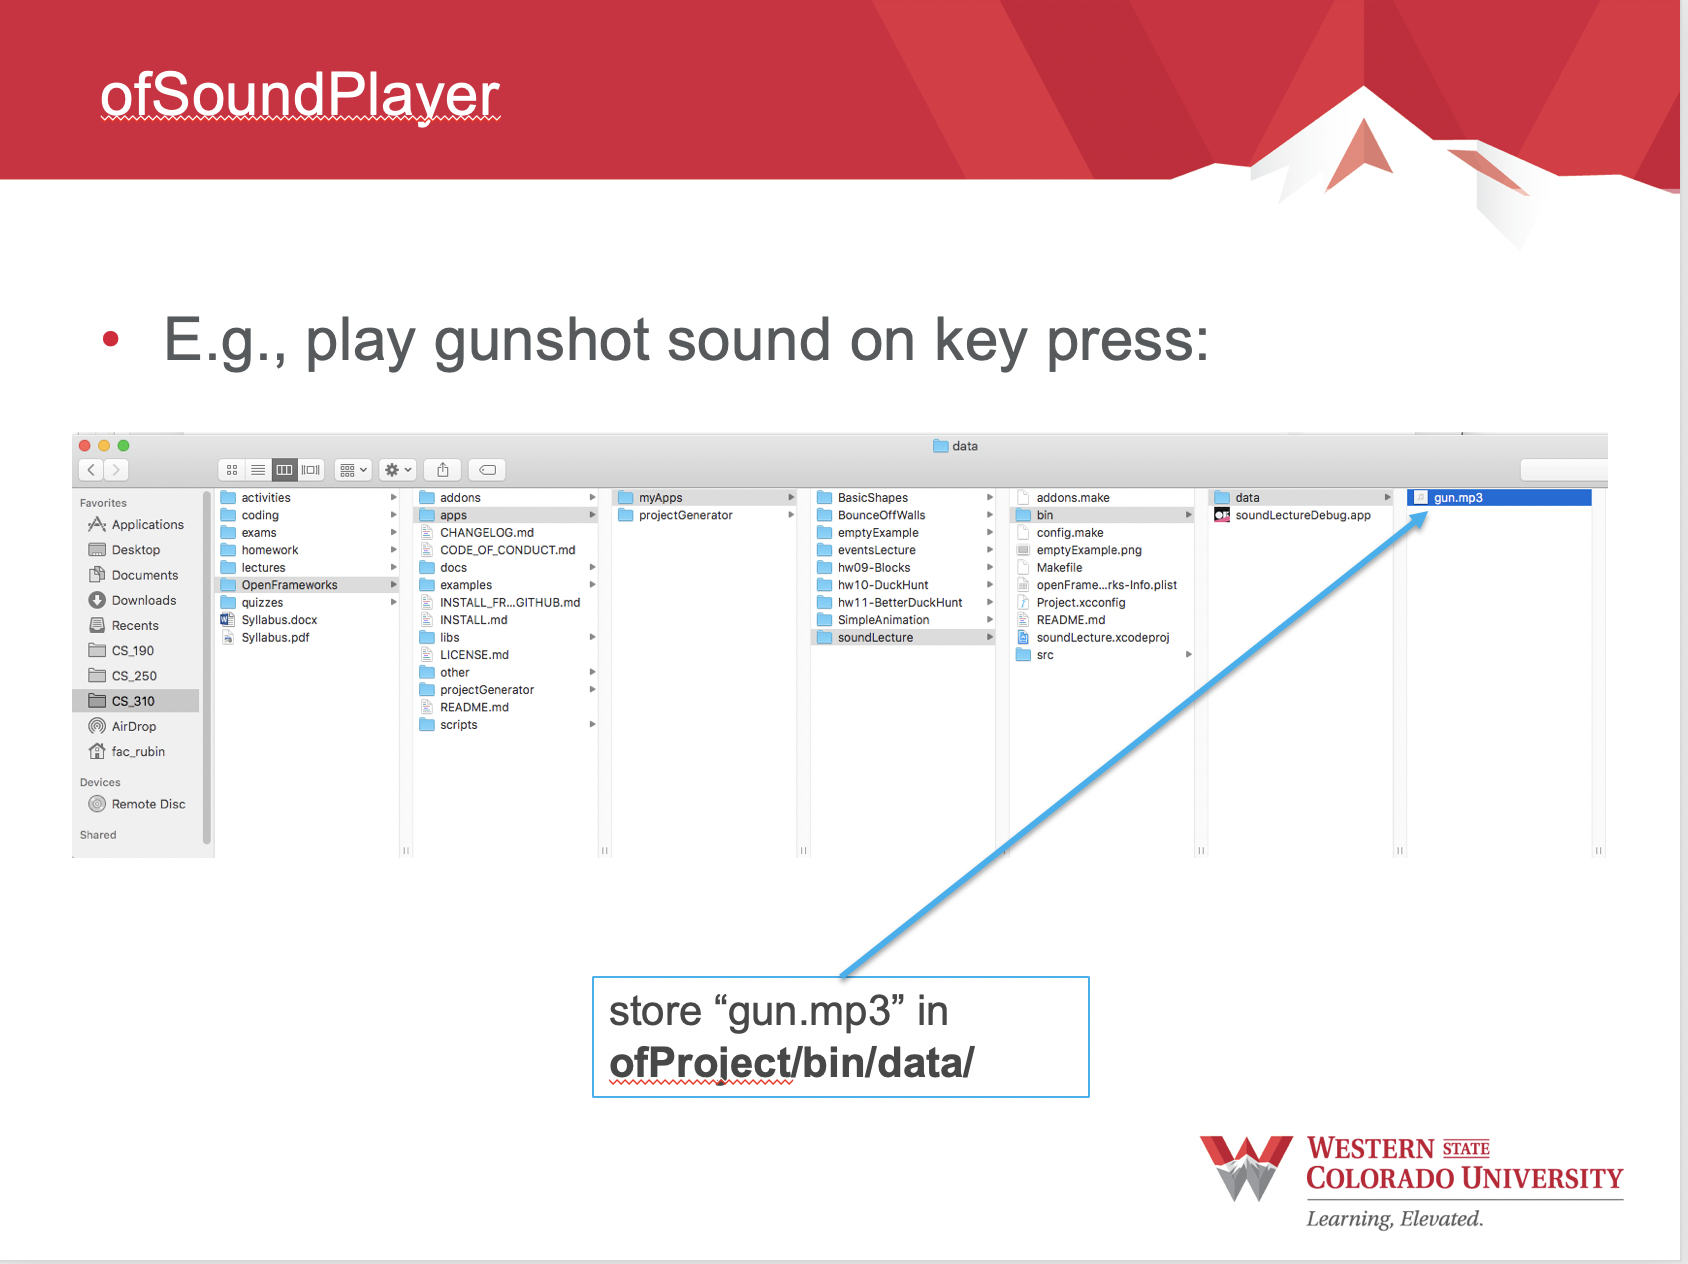 ofSoundPlayer
• E.g., play gunshot sound on key press:
data
Favorites
Applications
Desktop
Documents
Downloads
Recents
CS_190
CS_250
CS_310
AirDrop
fac_rubin
Devices
Remote Disc
Shared
activities
coding
exams
homework
lectures
OpenFrameworks
quizzes
Syllabus.docx
Syllabus.pdf
addons
apps
CHANGELOG.md
CODE_OF_CONDUCT.md
docs
examples
INSTALL_FR...GITHUB.md
INSTALL.md
libs
LICENSE.md
other
projectGenerator
README.md
scripts
myApps
projectGenerator
BasicShapes
BounceOffWalls
emptyExample
eventsLecture
hw09-Blocks
hw10-DuckHunt
hw11-BetterDuckHunt
SimpleAnimation
soundLecture
addons.make
bin
config.make
emptyExample.png
Makefile
openFrame...rks-Info.plist
Project.xcconfig
README.md
soundLecture.xcodeproj
src
data
soundLectureDebug.app
gun.mp3
store “gun.mp3” in
ofProject/bin/data/
WESTERN STATE
COLORADO UNIVERSITY
Learning, Elevated.